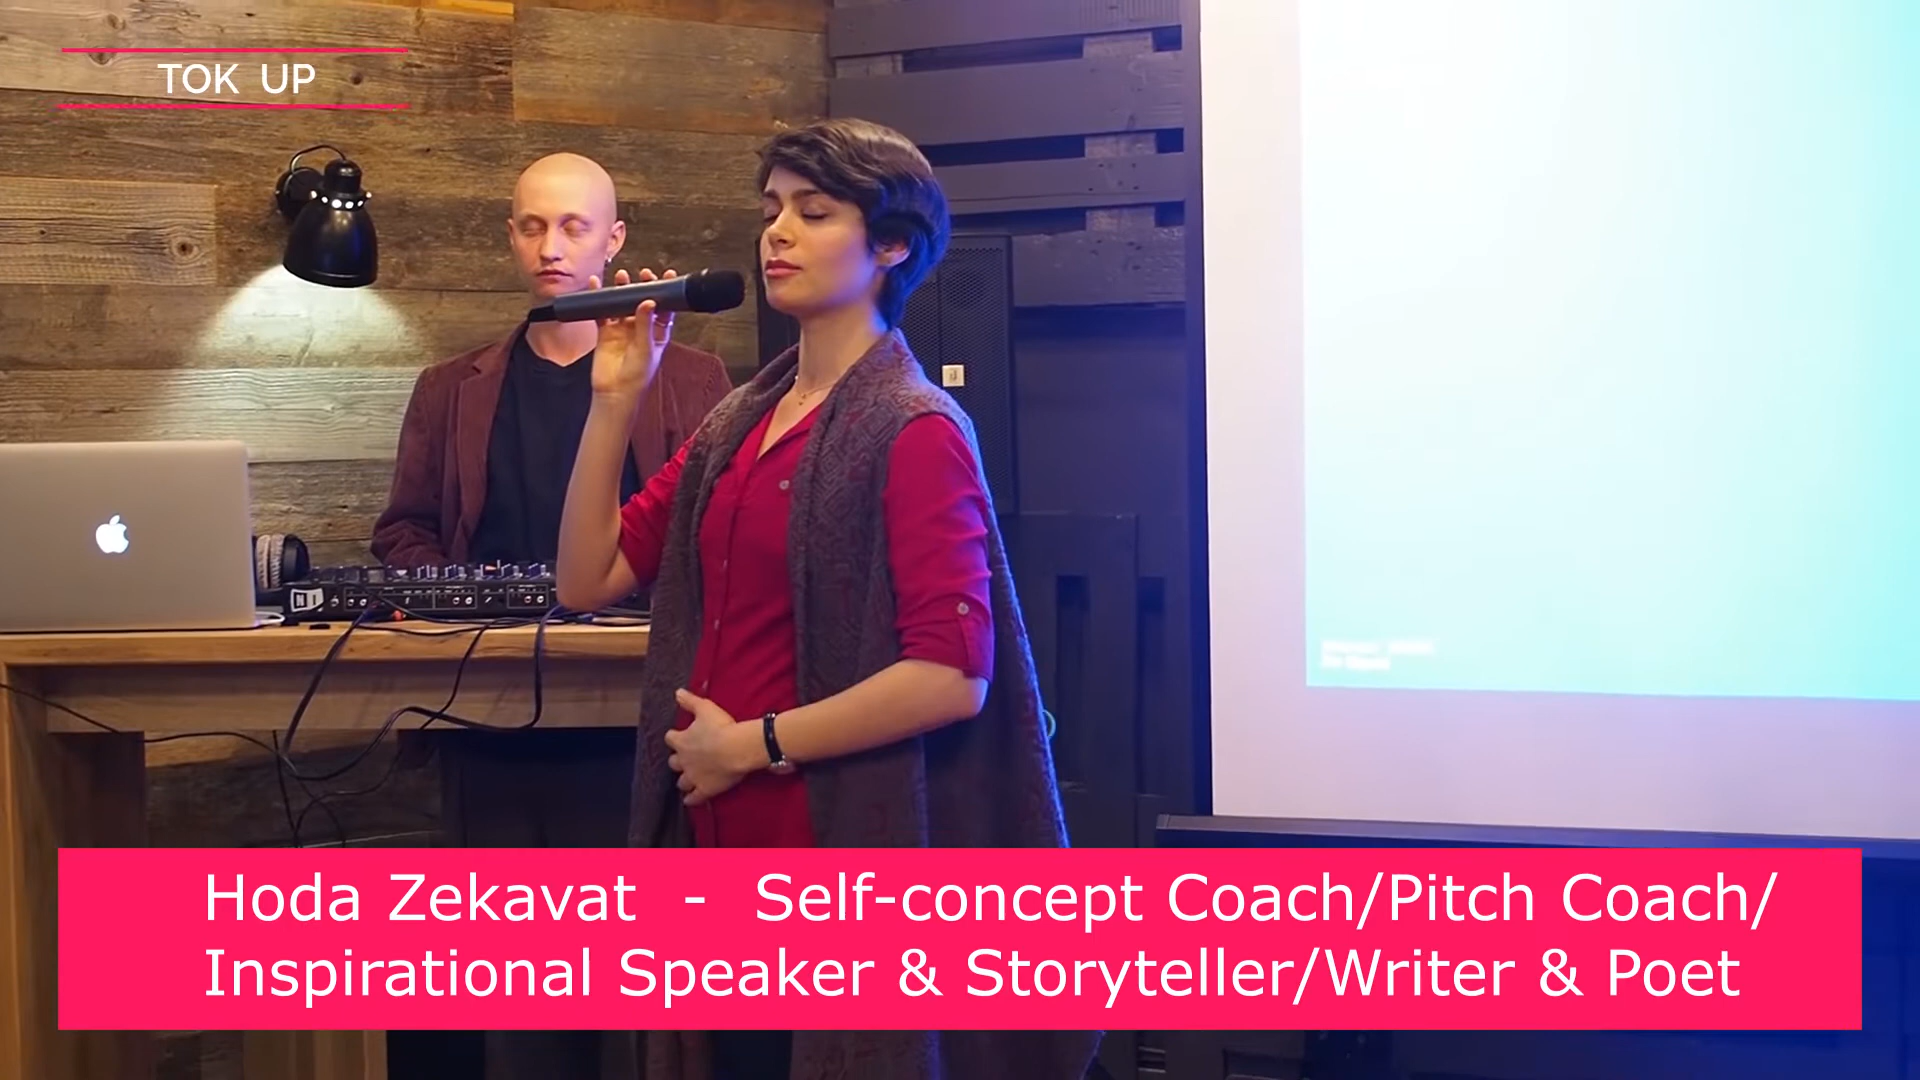 TOK UP
Hoda Zekavat - Self-concept Coach/Pitch Coach/
Inspirational Speaker & Storyteller/Writer & Poet